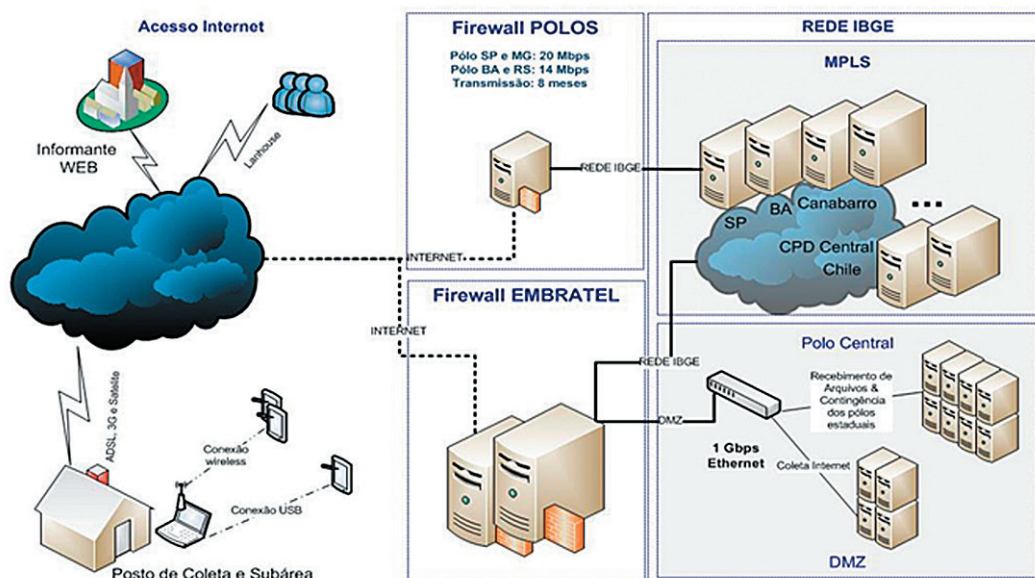 Acesso Internet
Informante
WEB
Lanhouse
ADSL, 3G e Satelite
Conexão
wireless
Conexão USB
Posto de Coleta e Subárea
Firewall POLOS
Pólo SP e MG: 20 Mbps
Pólo BA e RS: 14 Mbps
Transmissão: 8 meses
REDE IBGE
INTERNET
Firewall EMBRATEL
INTERNET
REDE IBGE
DMZ
REDE IBGE
MPLS
SP
BA
Canabarro
...
CPD Central
Chile
Polo Central
Recebimento de
Arquivos &
Contingência
dos pólos
estaduais
1 Gbps
Ethernet
Coleta Internet
DMZ